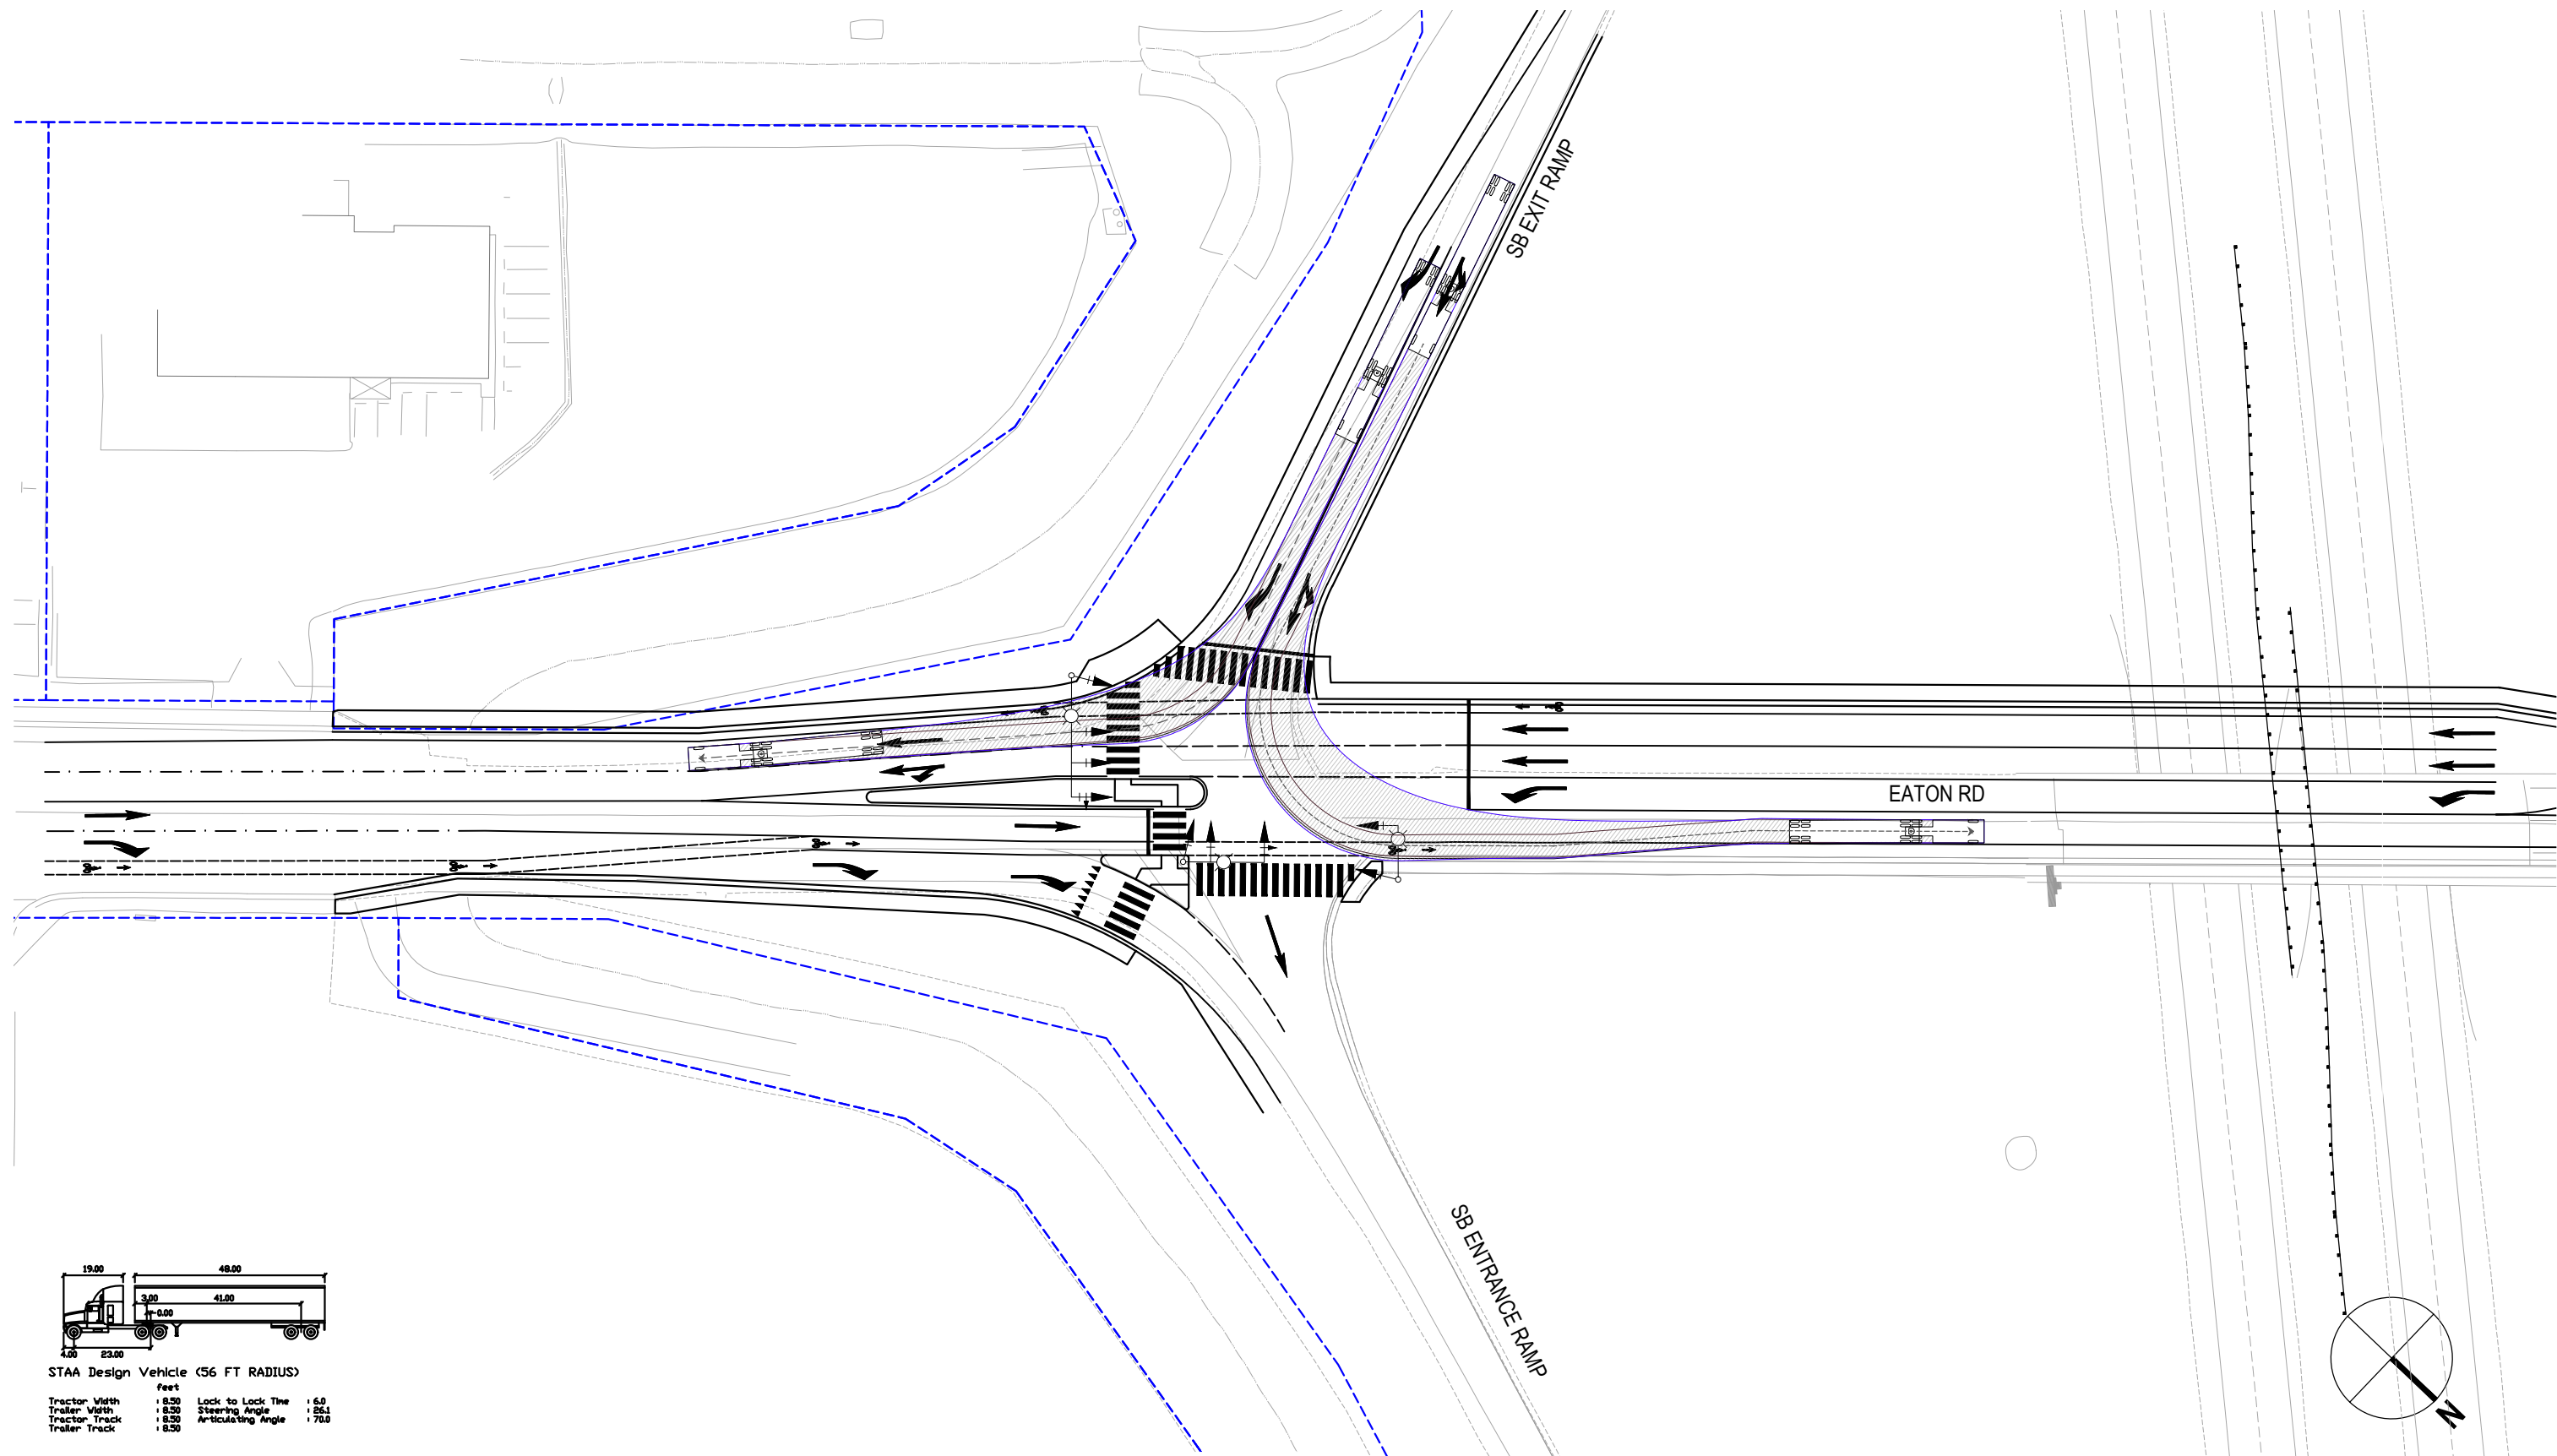 SB EXIT RAMP
EATON RD
SB ENTRANCE RAMP
N
19.00 48.00
3.00 41.00
0.00
4.00 23.00
STAA Design Vehicle (56 FT RADIUS)
feet
Tractor Width : 8.50 Lock to Lock Time : 6.0
Trailer Width : 8.50 Steering Angle : 26.1
Tractor Track : 8.50 Articulating Angle : 70.0
Trailer Track : 8.50